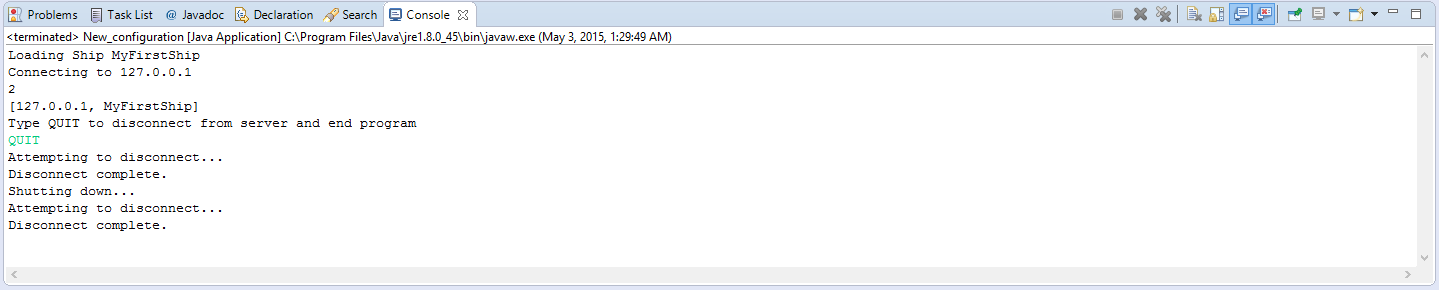 Problems Task List @ Javadoc Declaration Search Console
<terminated> New_configuration [Java Application] C:\Program Files\Java\jre1.8.0_45\bin\javaw.exe (May 3, 2015, 1:29:49 AM)
Loading Ship MyFirstShip
Connecting to 127.0.0.1
2
[127.0.0.1, MyFirstShip]
Type QUIT to disconnect from server and end program
QUIT
Attempting to disconnect...
Disconnect complete.
Shutting down...
Attempting to disconnect...
Disconnect complete.